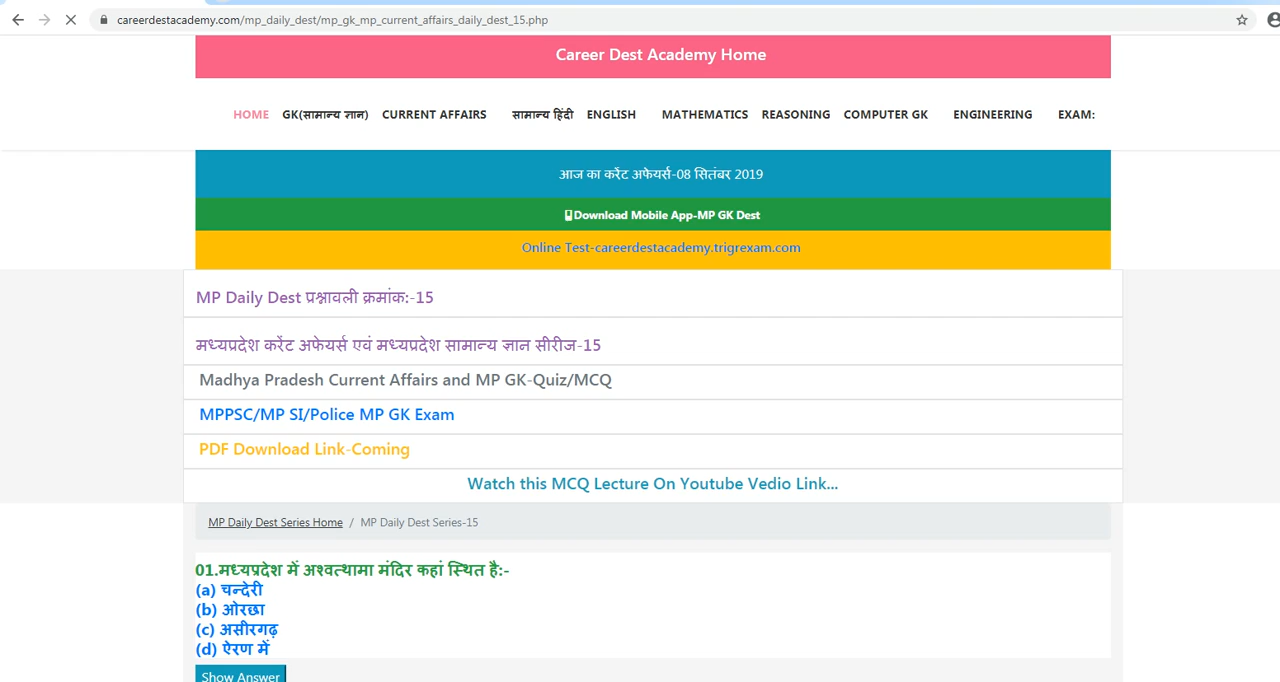 careerdestacademy.com/mp_daily_dest/mp_gk_mp_current_affairs_daily_dest_15.php
Career Dest Academy Home
HOME GK(सामान्य ज्ञान) CURRENT AFFAIRS सामान्य हिंदी ENGLISH MATHEMATICS REASONING COMPUTER GK ENGINEERING EXAM:
आज का करेंट अफेयर्स-08 सितंबर 2019
Download Mobile App-MP GK Dest
Online Test-careerdestacademy.trigrexam.com
MP Daily Dest प्रश्नावली क्रमांक:-15
मध्यप्रदेश करेंट अफेयर्स एवं मध्यप्रदेश सामान्य ज्ञान सीरीज-15
Madhya Pradesh Current Affairs and MP GK-Quiz/MCQ
MPPSC/MP SI/Police MP GK Exam
PDF Download Link-Coming
Watch this MCQ Lecture On Youtube Vedio Link...
MP Daily Dest Series Home / MP Daily Dest Series-15
01.मध्यप्रदेश में अश्वत्थामा मंदिर कहां स्थित है:-
(a) चन्देरी
(b) ओरछा
(c) असीरगढ़
(d) ऐरण में
Show Answer